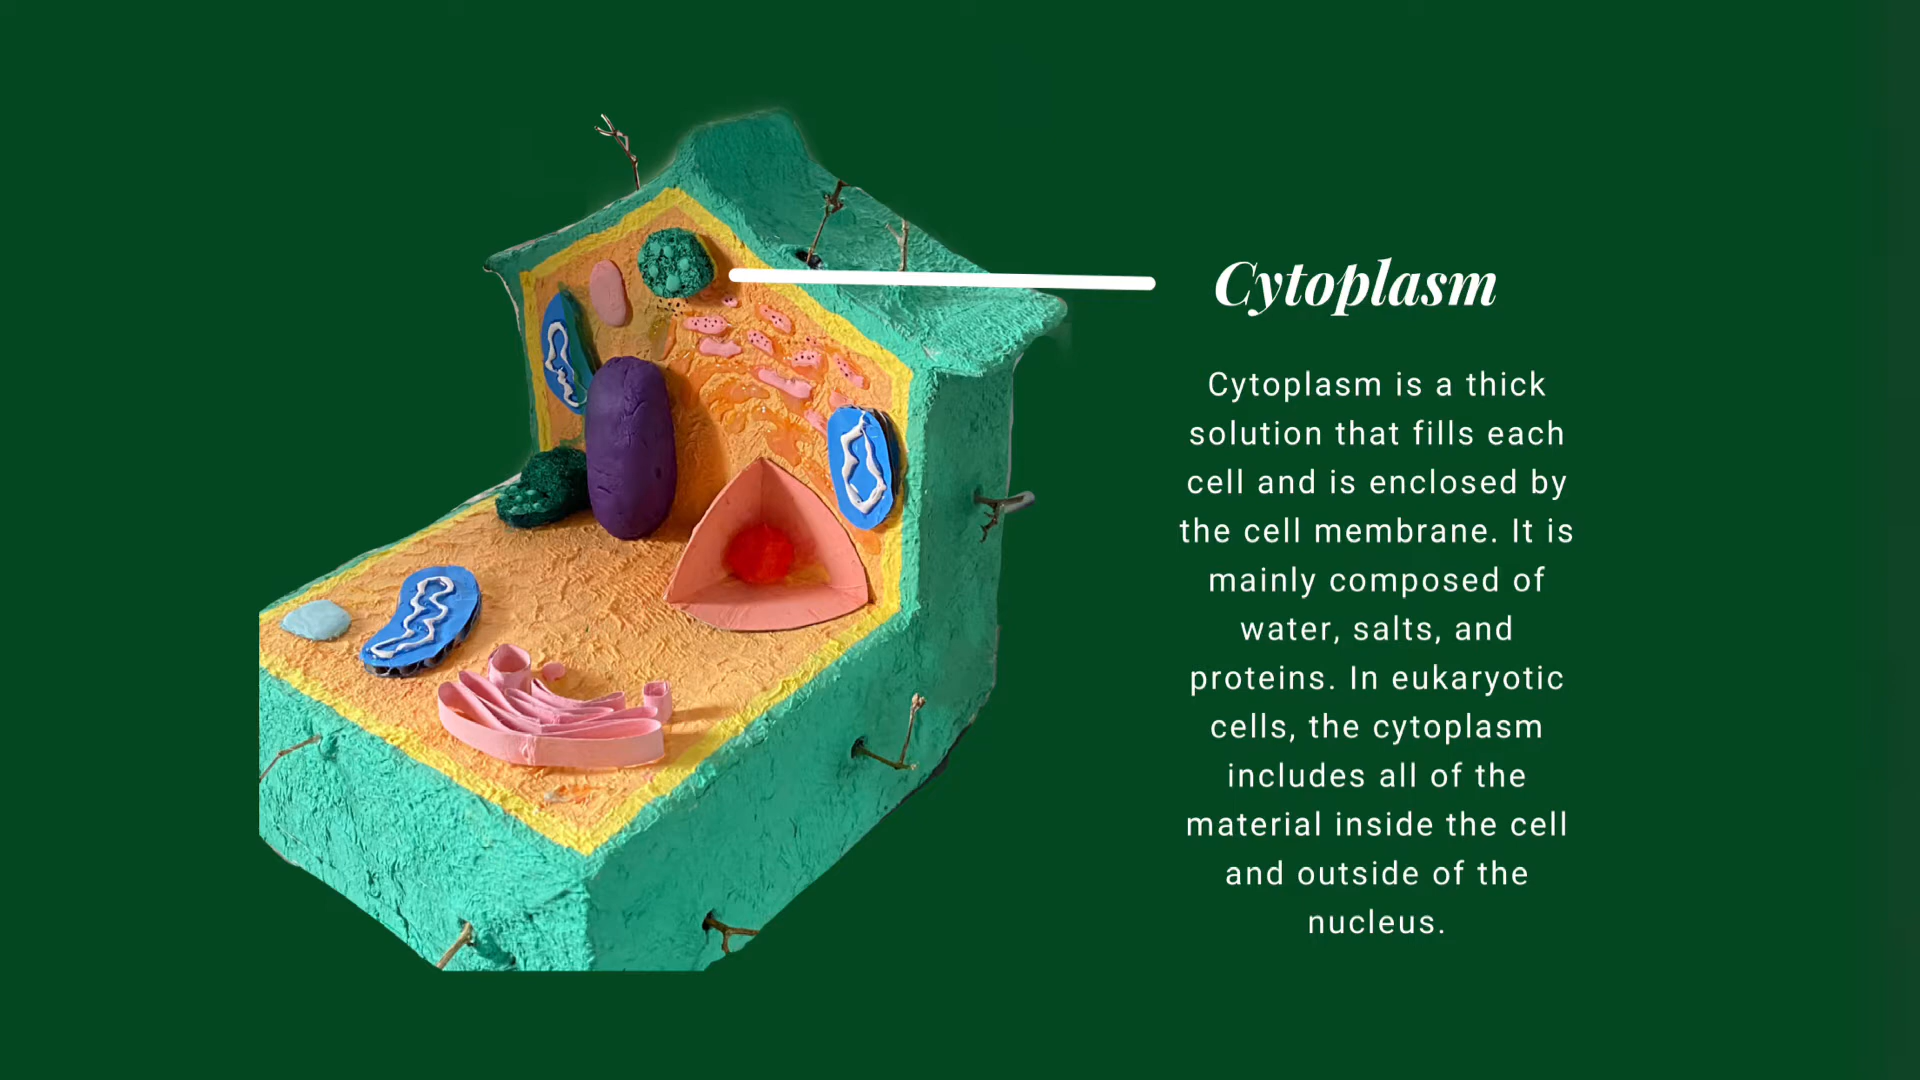 Cytoplasm
Cytoplasm is a thick
solution that fills each
cell and is enclosed by
the cell membrane. It is
mainly composed of
water, salts, and
proteins. In eukaryotic
cells, the cytoplasm
includes all of the
material inside the cell
and outside of the
nucleus.